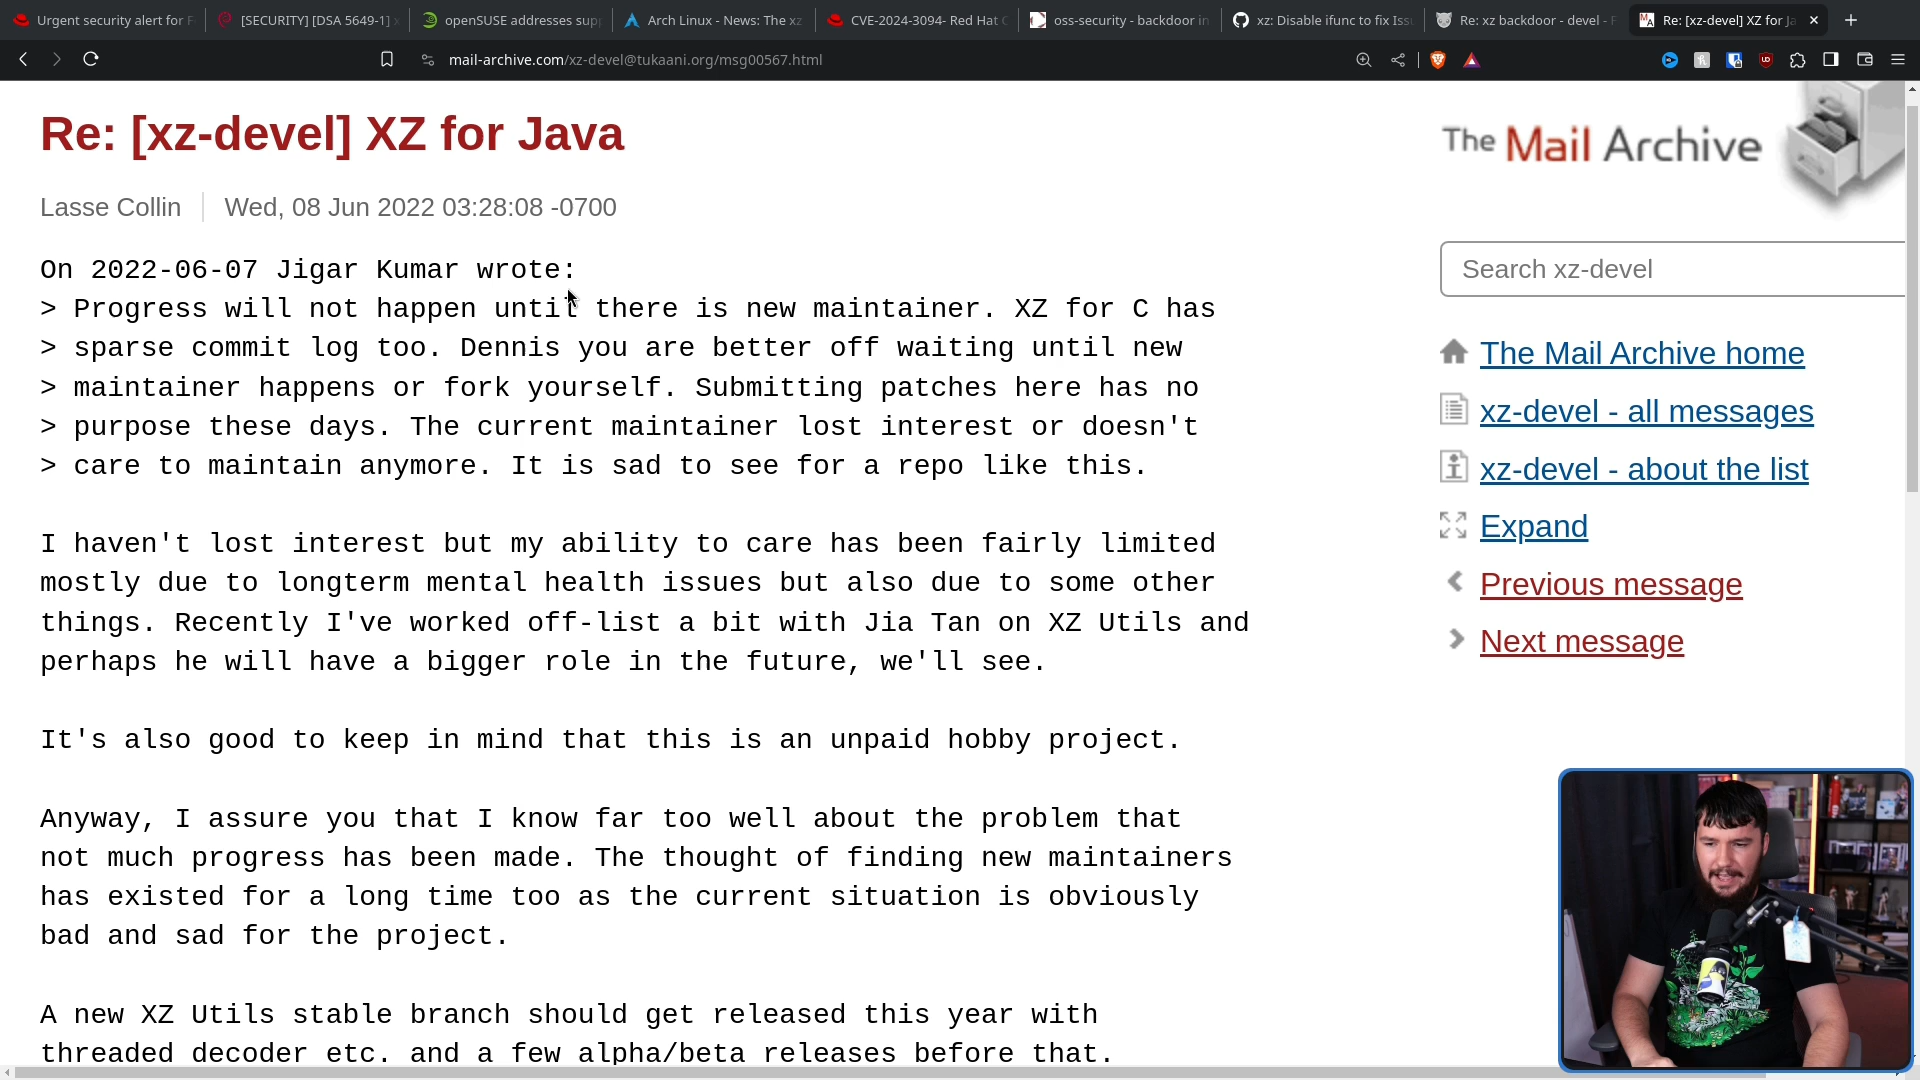 Urgent security alert for F
[SECURITY] [DSA 5649-1] x
openSUSE addresses sup
Arch Linux - News: The xz
CVE-2024-3094- Red Hat C
oss-security - backdoor in
xz: Disable ifunc to fix Issu
Re: xz backdoor - devel - F
Re: [xz-devel] XZ for Ja
mail-archive.com/xz-devel@tukaani.org/msg00567.html
Re: [xz-devel] XZ for Java
Lasse Collin
Wed, 08 Jun 2022 03:28:08 -0700
On 2022-06-07 Jigar Kumar wrote:
> Progress will not happen until there is new maintainer. XZ for C has
> sparse commit log too. Dennis you are better off waiting until new
> maintainer happens or fork yourself. Submitting patches here has no
> purpose these days. The current maintainer lost interest or doesn't
> care to maintain anymore. It is sad to see for a repo like this.
I haven't lost interest but my ability to care has been fairly limited
mostly due to longterm mental health issues but also due to some other
things. Recently I've worked off-list a bit with Jia Tan on XZ Utils and
perhaps he will have a bigger role in the future, we'll see.
It's also good to keep in mind that this is an unpaid hobby project.
Anyway, I assure you that I know far too well about the problem that
not much progress has been made. The thought of finding new maintainers
has existed for a long time too as the current situation is obviously
bad and sad for the project.
A new XZ Utils stable branch should get released this year with
threaded decoder etc. and a few alpha/beta releases before that.
The Mail Archive
Search xz-devel
The Mail Archive home
xz-devel - all messages
xz-devel - about the list
Expand
Previous message
Next message